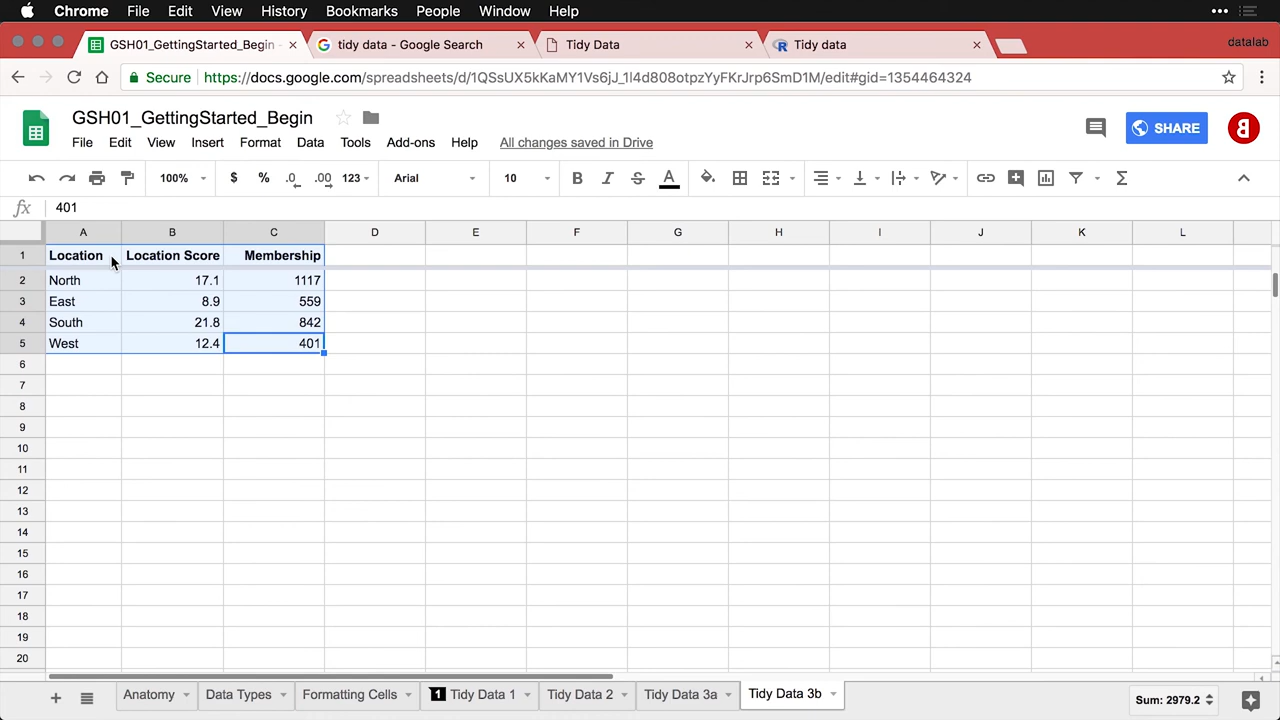 Chrome File Edit View History Bookmarks People Window Help
GSH01_GettingStarted_Begin - tidy data - Google Search Tidy Data Tidy data datalab
Secure https://docs.google.com/spreadsheets/d/1QSsUX5kKaMY1Vs6jJ_1l4d808otpzYyFKrJrp6SmD1M/edit#gid=1354464324
GSH01_GettingStarted_Begin
SHARE
File Edit View Insert Format Data Tools Add-ons Help All changes saved in Drive
100% $ % .0 .00 123 Arial 10 B I S A Σ
fx 401
A B C D E F G H I J K L
1 Location Location Score Membership
2 North 17.1 1117
3 East 8.9 559
4 South 21.8 842
5 West 12.4 401
6
7
8
9
10
11
12
13
14
15
16
17
18
19
20
Anatomy Data Types Formatting Cells 1 Tidy Data 1 Tidy Data 2 Tidy Data 3a Tidy Data 3b Sum: 2979.2